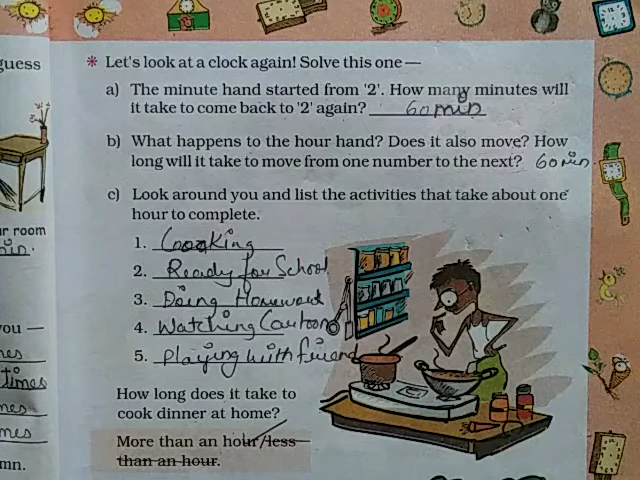 guess
* Let's look at a clock again! Solve this one —
a) The minute hand started from '2'. How many minutes will
it take to come back to '2' again? 60 min
b) What happens to the hour hand? Does it also move? How
long will it take to move from one number to the next? 60 min
c) Look around you and list the activities that take about one
hour to complete.
ur room
min.
1. Cooking
2. Ready for School
3. Doing Homework
4. Watching Cartoon
5. Playing with friend
you —
mes
times
mes
mes
mn.
How long does it take to
cook dinner at home?
More than an hour/less
than an hour.